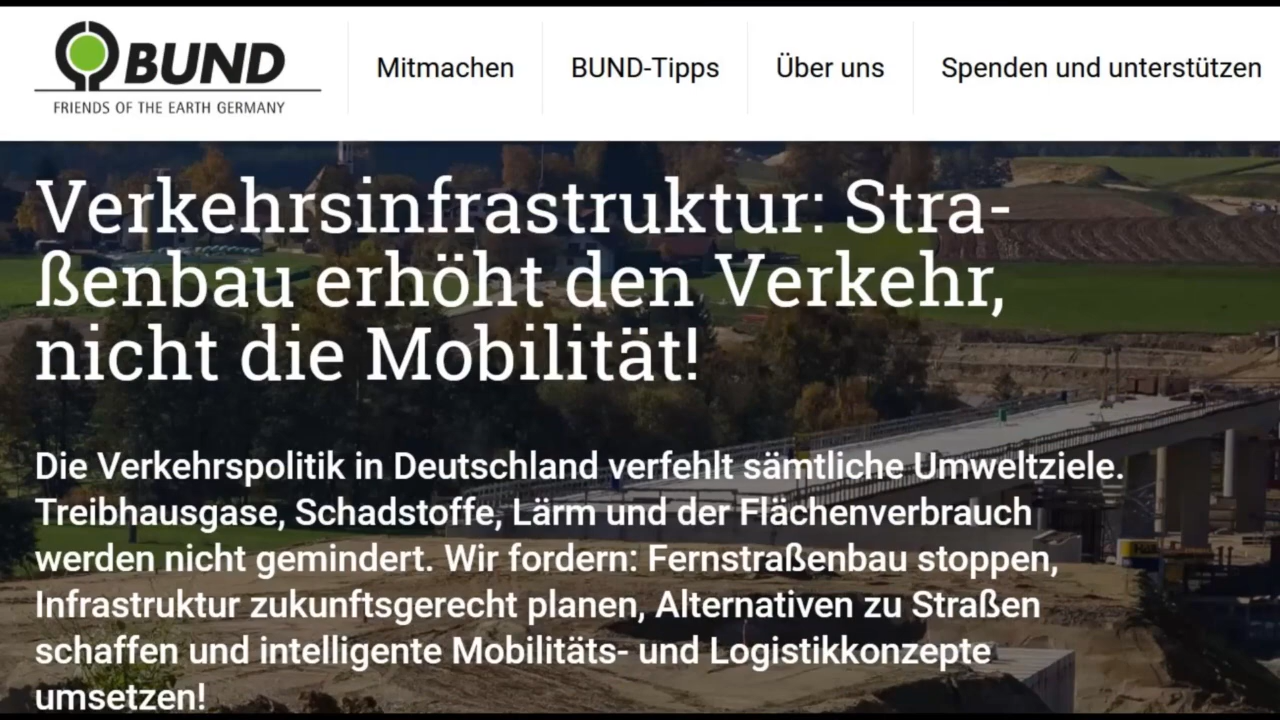 BUND
FRIENDS OF THE EARTH GERMANY
Mitmachen
BUND-Tipps
Über uns
Spenden und unterstützen
Verkehrsinfrastruktur: Stra-
ßenbau erhöht den Verkehr,
nicht die Mobilität!
Die Verkehrspolitik in Deutschland verfehlt sämtliche Umweltziele.
Treibhausgase, Schadstoffe, Lärm und der Flächenverbrauch
werden nicht gemindert. Wir fordern: Fernstraßenbau stoppen,
Infrastruktur zukunftsgerecht planen, Alternativen zu Straßen
schaffen und intelligente Mobilitäts- und Logistikkonzepte
umsetzen!